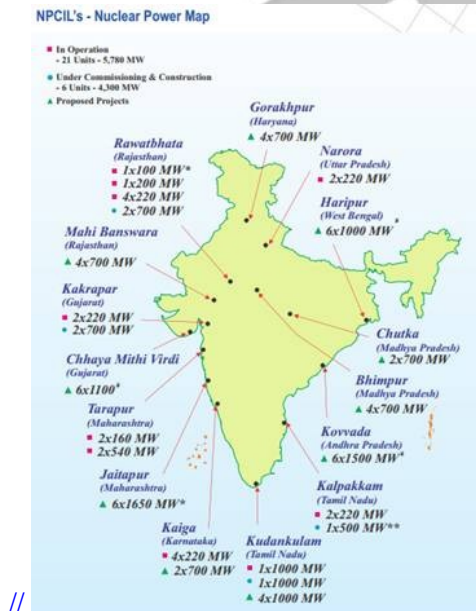 NPCIL's - Nuclear Power Map
■ In Operation
- 21 Units - 5,780 MW
● Under Commissioning & Construction
- 6 Units - 4,300 MW
▲ Proposed Projects
Gorakhpur
(Haryana)
▲ 4x700 MW
Rawatbhata
(Rajasthan)
■ 1x100 MW*
■ 1x200 MW
■ 4x220 MW
● 2x700 MW
Narora
(Uttar Pradesh)
■ 2x220 MW
Haripur
(West Bengal)
▲ 6x1000 MW
Mahi Banswara
(Rajasthan)
▲ 4x700 MW
Kakrapar
(Gujarat)
■ 2x220 MW
● 2x700 MW
Chutka
(Madhya Pradesh)
▲ 2x700 MW
Chhaya Mithi Virdi
(Gujarat)
▲ 6x1100
Bhimpur
(Madhya Pradesh)
▲ 4x700 MW
Tarapur
(Maharashtra)
■ 2x160 MW
■ 2x540 MW
Kovvada
(Andhra Pradesh)
▲ 6x1500 MW
Jaitapur
(Maharashtra)
▲ 6x1650 MW*
Kalpakkam
(Tamil Nadu)
■ 2x220 MW
● 1x500 MW**
Kaiga
(Karnataka)
■ 4x220 MW
▲ 2x700 MW
Kudankulam
(Tamil Nadu)
■ 1x1000 MW
● 1x1000 MW
▲ 4x1000 MW
//